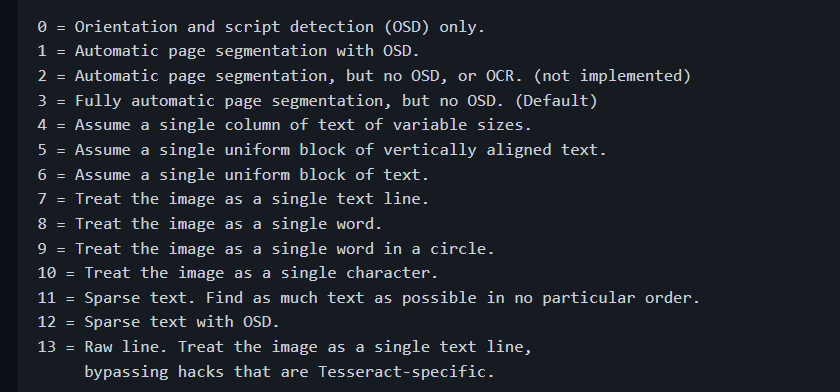 0 = Orientation and script detection (OSD) only.
1 = Automatic page segmentation with OSD.
2 = Automatic page segmentation, but no OSD, or OCR. (not implemented)
3 = Fully automatic page segmentation, but no OSD. (Default)
4 = Assume a single column of text of variable sizes.
5 = Assume a single uniform block of vertically aligned text.
6 = Assume a single uniform block of text.
7 = Treat the image as a single text line.
8 = Treat the image as a single word.
9 = Treat the image as a single word in a circle.
10 = Treat the image as a single character.
11 = Sparse text. Find as much text as possible in no particular order.
12 = Sparse text with OSD.
13 = Raw line. Treat the image as a single text line,
bypassing hacks that are Tesseract-specific.